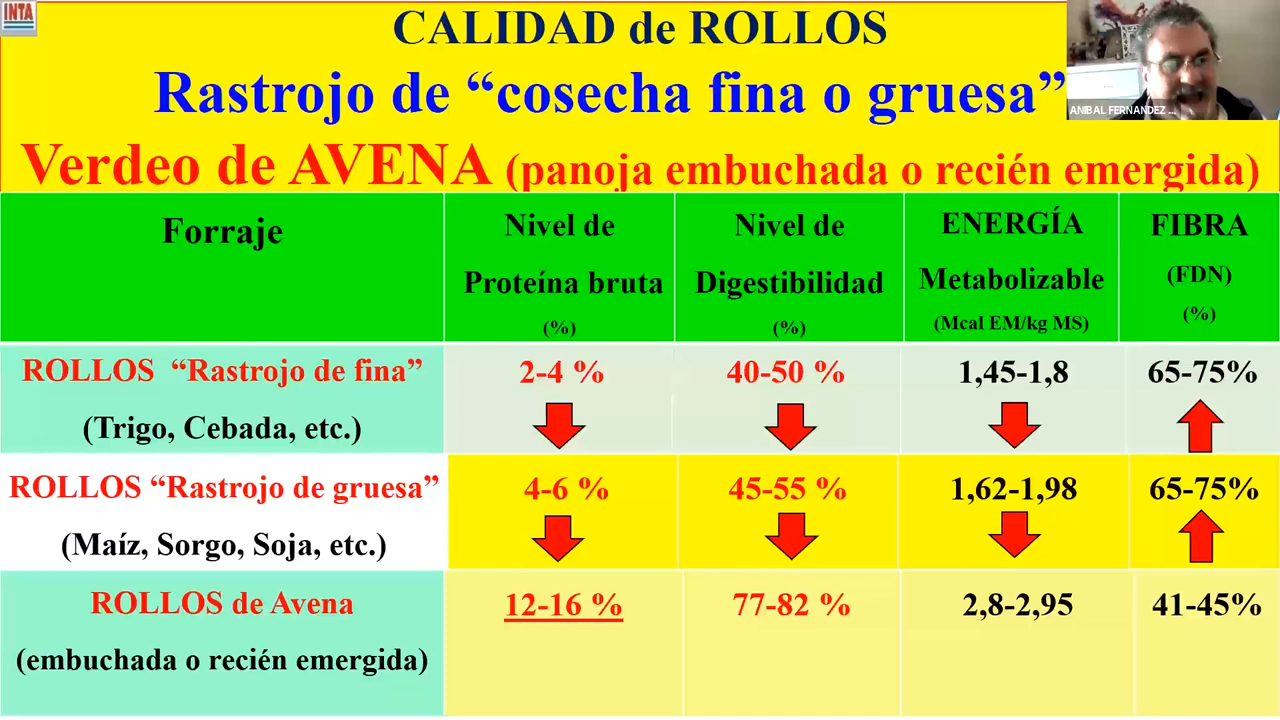 INTA
CALIDAD de ROLLOS
Rastrojo de “cosecha fina o gruesa”
Verdeo de AVENA (panoja embuchada o recién emergida)
ANIBAL FERNANDEZ ...
Forraje
Nivel de
Proteína bruta
(%)
Nivel de
Digestibilidad
(%)
ENERGÍA
Metabolizable
(Mcal EM/kg MS)
FIBRA
(FDN)
(%)
ROLLOS “Rastrojo de fina”
(Trigo, Cebada, etc.)
2-4 %
40-50 %
1,45-1,8
65-75%
ROLLOS “Rastrojo de gruesa”
(Maíz, Sorgo, Soja, etc.)
4-6 %
45-55 %
1,62-1,98
65-75%
ROLLOS de Avena
(embuchada o recién emergida)
12-16 %
77-82 %
2,8-2,95
41-45%